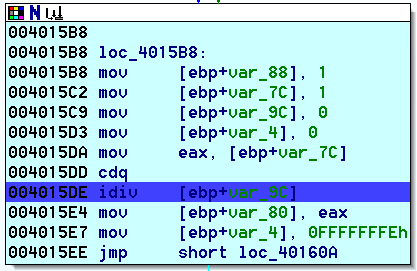 004015B8
004015B8 loc_4015B8:
004015B8 mov [ebp+var_88], 1
004015C2 mov [ebp+var_7C], 1
004015C9 mov [ebp+var_9C], 0
004015D3 mov [ebp+var_4], 0
004015DA mov eax, [ebp+var_7C]
004015DD cdq
004015DE idiv [ebp+var_9C]
004015E4 mov [ebp+var_80], eax
004015E7 mov [ebp+var_4], 0FFFFFFFEh
004015EE jmp short loc_40160A